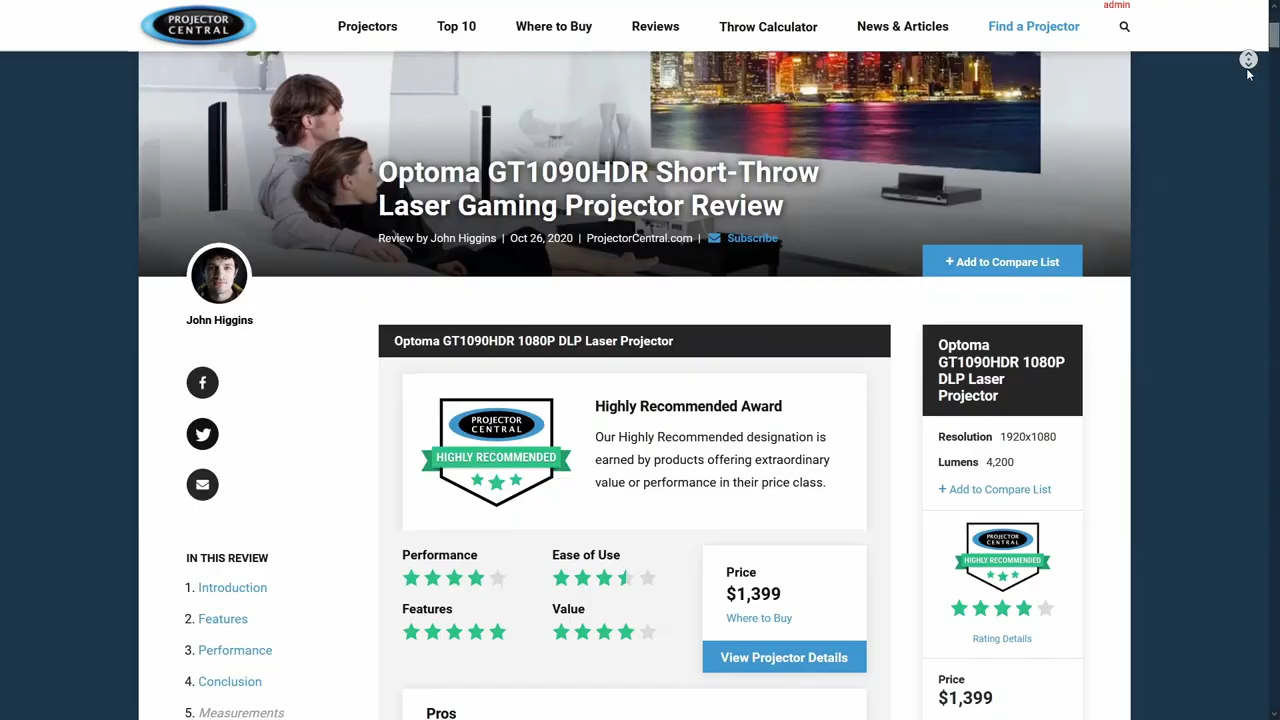 admin
PROJECTOR
CENTRAL
Projectors
Top 10
Where to Buy
Reviews
Throw Calculator
News & Articles
Find a Projector
Optoma GT1090HDR Short-Throw
Laser Gaming Projector Review
Review by John Higgins | Oct 26, 2020 | ProjectorCentral.com | Subscribe
+ Add to Compare List
John Higgins
IN THIS REVIEW
1. Introduction
2. Features
3. Performance
4. Conclusion
5. Measurements
Optoma GT1090HDR 1080P DLP Laser Projector
PROJECTOR
CENTRAL
HIGHLY RECOMMENDED
Highly Recommended Award
Our Highly Recommended designation is
earned by products offering extraordinary
value or performance in their price class.
Performance
Ease of Use
Features
Value
Price
$1,399
Where to Buy
View Projector Details
Pros
Optoma
GT1090HDR 1080P
DLP Laser
Projector
Resolution 1920x1080
Lumens 4,200
+ Add to Compare List
PROJECTOR
CENTRAL
HIGHLY RECOMMENDED
Rating Details
Price
$1,399